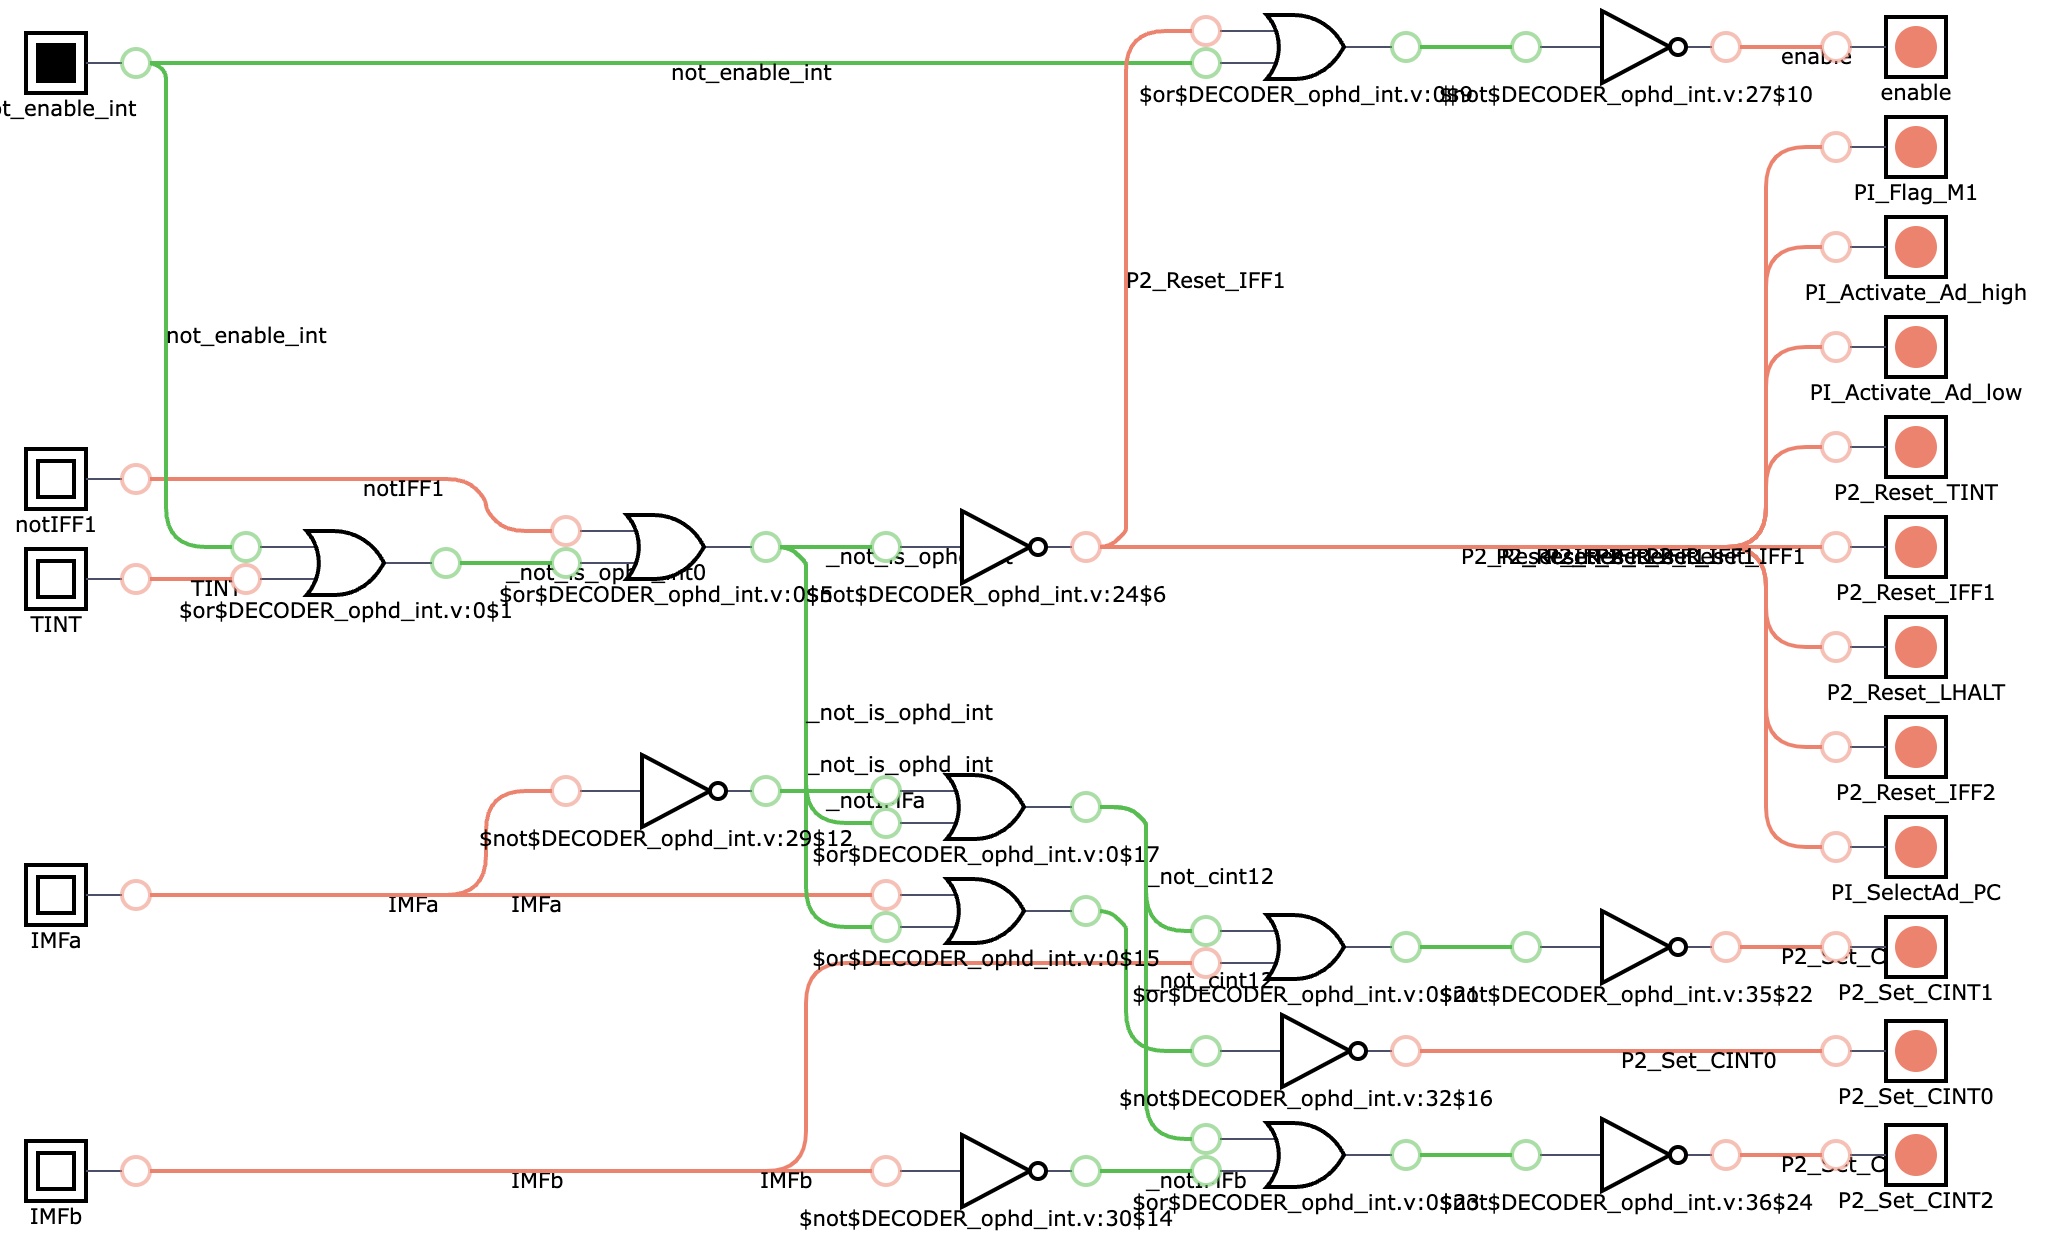 not_enable_int
enable
$or$DECODER_ophd_int.v:0$9
$not$DECODER_ophd_int.v:27$10
enable
ot_enable_int
PI_Flag_M1
P2_Reset_IFF1
PI_Activate_Ad_high
not_enable_int
PI_Activate_Ad_low
notIFF1
P2_Reset_TINT
notIFF1
_not_is_ophd_int
P2_Reset_IFF1
_not_is_ophd_int0
TINT
$or$DECODER_ophd_int.v:0$5
$not$DECODER_ophd_int.v:24$6
P2_Reset_IFF1
$or$DECODER_ophd_int.v:0$1
TINT
P2_Reset_LHALT
_not_is_ophd_int
_not_is_ophd_int
P2_Reset_IFF2
_notIMFa
$not$DECODER_ophd_int.v:29$12
$or$DECODER_ophd_int.v:0$17
_not_cint12
PI_SelectAd_PC
IMFa
IMFa
IMFa
$or$DECODER_ophd_int.v:0$15
P2_Set_C
_not_cint12
$or$DECODER_ophd_int.v:0$21
$not$DECODER_ophd_int.v:35$22
P2_Set_CINT1
P2_Set_CINT0
$not$DECODER_ophd_int.v:32$16
P2_Set_CINT0
P2_Set_C
IMFb
IMFb
_notIMFb
$or$DECODER_ophd_int.v:0$23
$not$DECODER_ophd_int.v:36$24
P2_Set_CINT2
IMFb
$not$DECODER_ophd_int.v:30$14